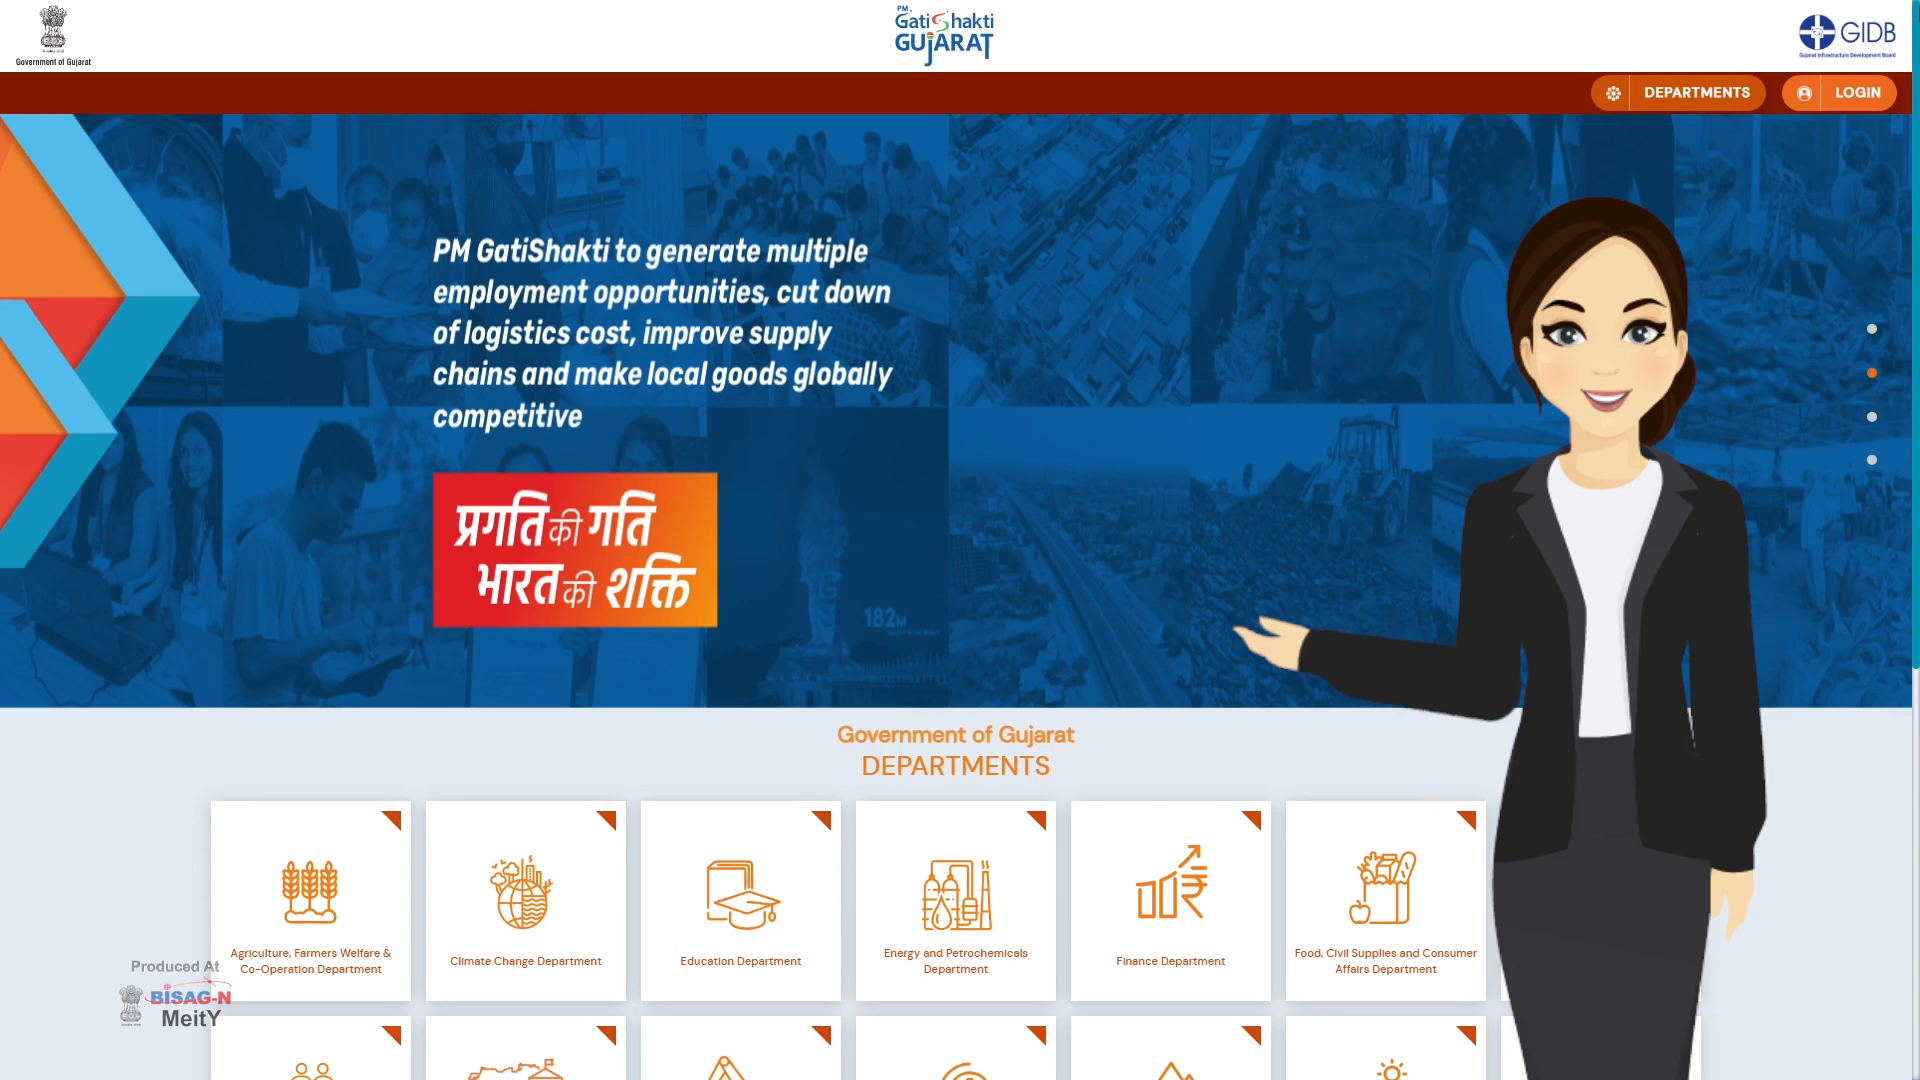 Government of Gujarat
PM
GatiShakti
GUJARAT
GIDB
Gujarat Infrastructure Development Board
DEPARTMENTS
LOGIN
PM GatiShakti to generate multiple
employment opportunities, cut down
of logistics cost, improve supply
chains and make local goods globally
competitive
प्रगति की गति
भारत की शक्ति
182M
Government of Gujarat
DEPARTMENTS
Agriculture, Farmers Welfare &
Co-Operation Department
Climate Change Department
Education Department
Energy and Petrochemicals
Department
Finance Department
Food, Civil Supplies and Consumer
Affairs Department
Produced At
BISAG-N
MeitY